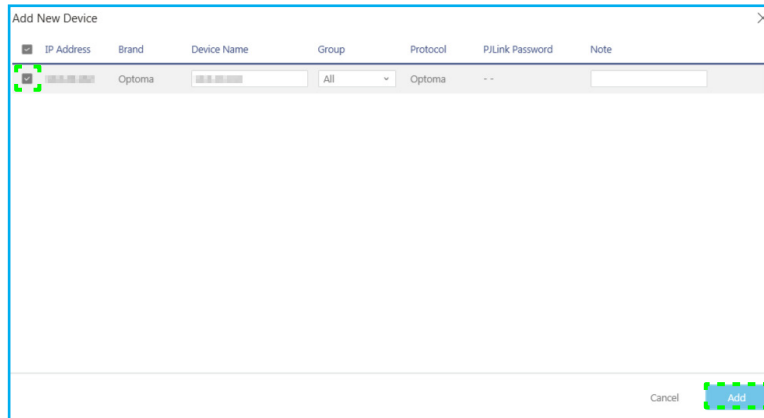 Add New Device
IP Address Brand Device Name Group Protocol PJLink Password Note
Optoma All Optoma - -
Cancel Add